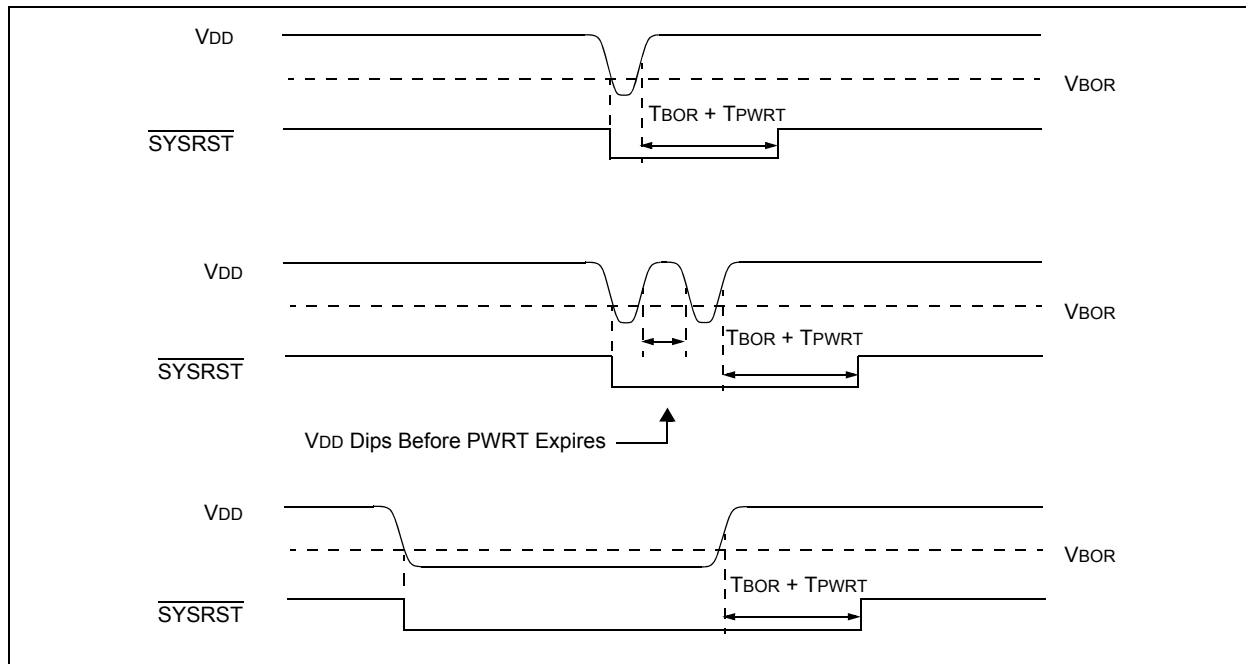 VDD
VBOR
TBOR + TPWRT
SYSRST
VDD
VBOR
TBOR + TPWRT
SYSRST
VDD Dips Before PWRT Expires
VDD
VBOR
TBOR + TPWRT
SYSRST